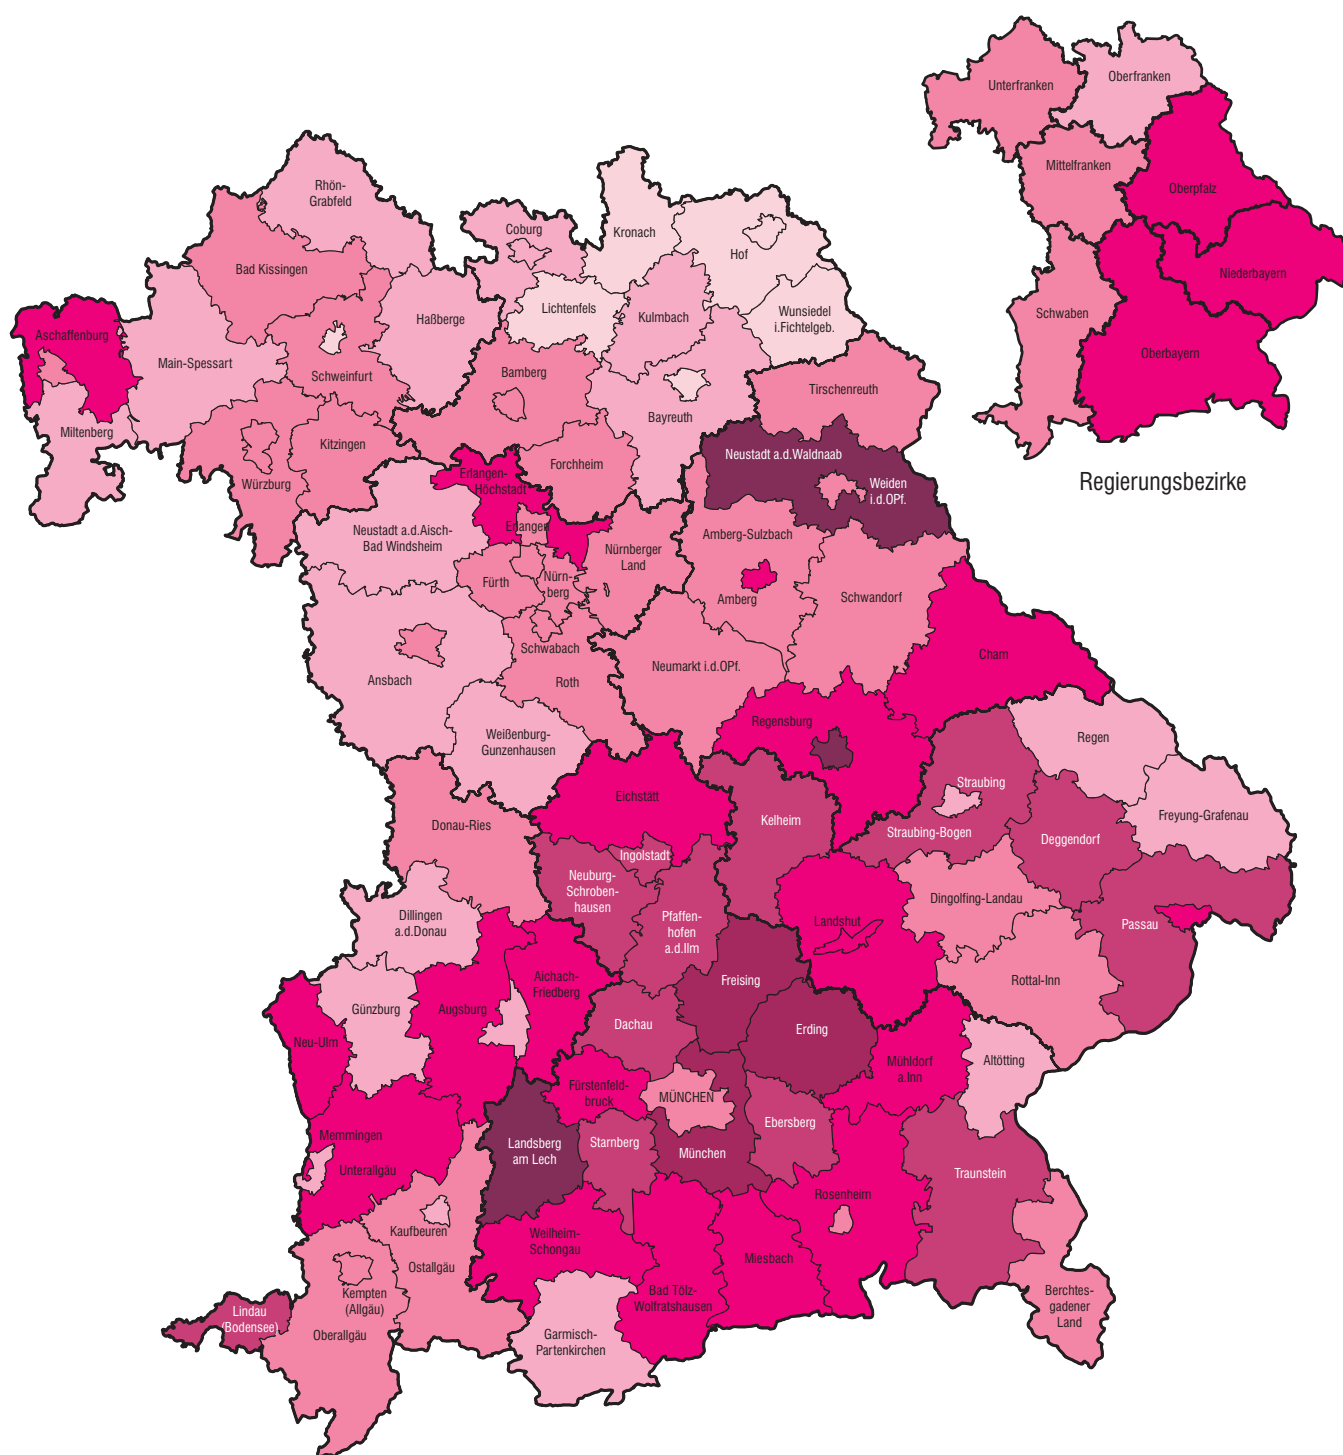 Unterfranken
Oberfranken
Mittelfranken
Oberpfalz
Niederbayern
Schwaben
Oberbayern
Regierungsbezirke
Rhön-
Grabfeld
Coburg
Kronach
Hof
Bad Kissingen
Lichtenfels
Kulmbach
Wunsiedel
i.Fichtelgeb.
Haßberge
Aschaffenburg
Main-Spessart
Schweinfurt
Bamberg
Bayreuth
Tirschenreuth
Miltenberg
Würzburg
Kitzingen
Forchheim
Neustadt a.d.Waldnaab
Weiden
i.d.OPf.
Erlangen-
Höchstadt
Erlangen
Neustadt a.d.Aisch-
Bad Windsheim
Nürnberger
Land
Amberg-Sulzbach
Amberg
Fürth
Nürn-
berg
Schwandorf
Schwabach
Roth
Neumarkt i.d.OPf.
Cham
Ansbach
Weißenburg-
Gunzenhausen
Regensburg
Regen
Eichstätt
Straubing
Freyung-Grafenau
Donau-Ries
Kelheim
Straubing-Bogen
Deggendorf
Ingolstadt
Neuburg-
Schroben-
hausen
Dillingen
a.d.Donau
Pfaffen-
hofen
a.d.Ilm
Landshut
Dingolfing-Landau
Passau
Aichach-
Friedberg
Freising
Rottal-Inn
Günzburg
Augsburg
Dachau
Erding
Neu-Ulm
Mühldorf
a.Inn
Altötting
Fürstenfeld-
bruck
MÜNCHEN
Ebersberg
Memmingen
Unterallgäu
Landsberg
am Lech
Starnberg
München
Traunstein
Rosenheim
Kaufbeuren
Ostallgäu
Weilheim-
Schongau
Miesbach
Kempten
(Allgäu)
Bad Tölz-
Wolfratshausen
Berchtes-
gadener
Land
Lindau
(Bodensee)
Oberallgäu
Garmisch-
Partenkirchen